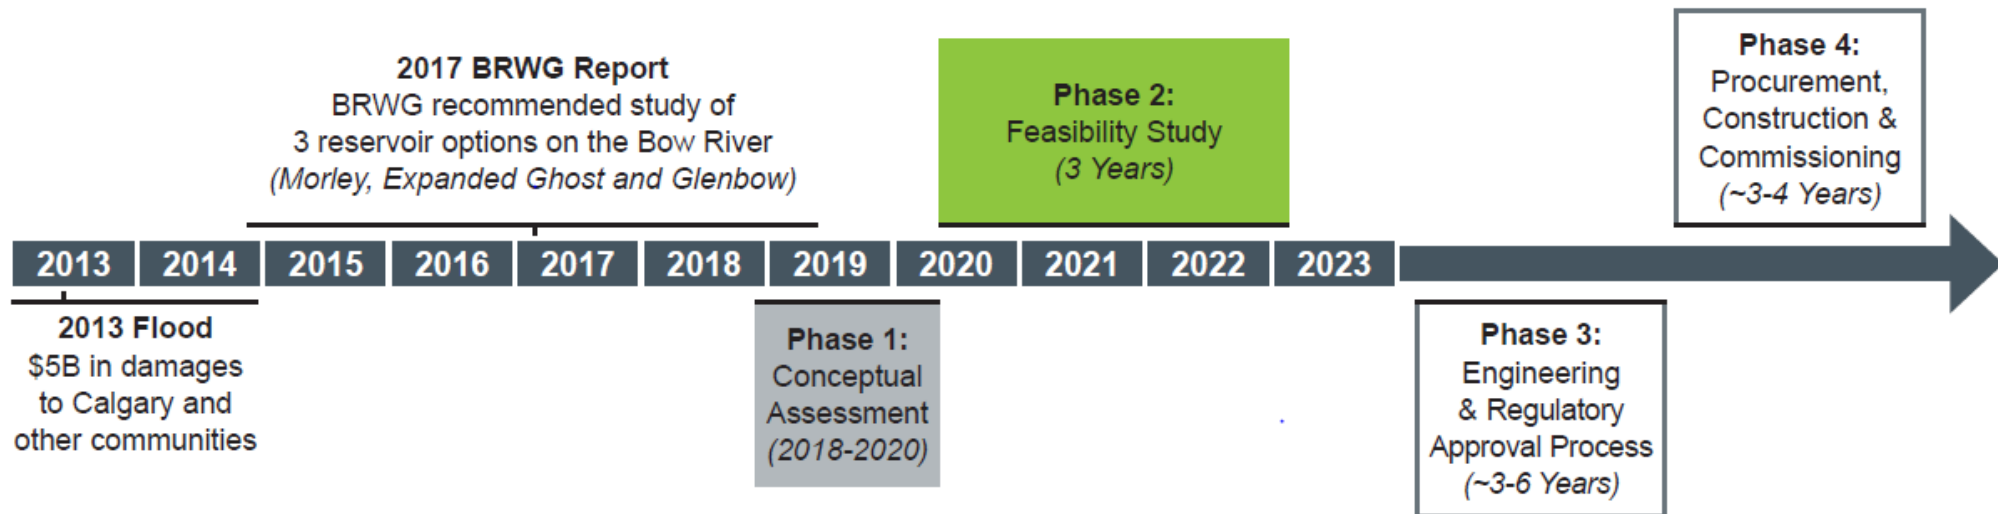 2017 BRWG Report
BRWG recommended study of
3 reservoir options on the Bow River
(Morley, Expanded Ghost and Glenbow)
Phase 2:
Feasibility Study
(3 Years)
Phase 4:
Procurement,
Construction &
Commissioning
(~3-4 Years)
2013 2014 2015 2016 2017 2018 2019 2020 2021 2022 2023
2013 Flood
$5B in damages
to Calgary and
other communities
Phase 1:
Conceptual
Assessment
(2018-2020)
Phase 3:
Engineering
& Regulatory
Approval Process
(~3-6 Years)